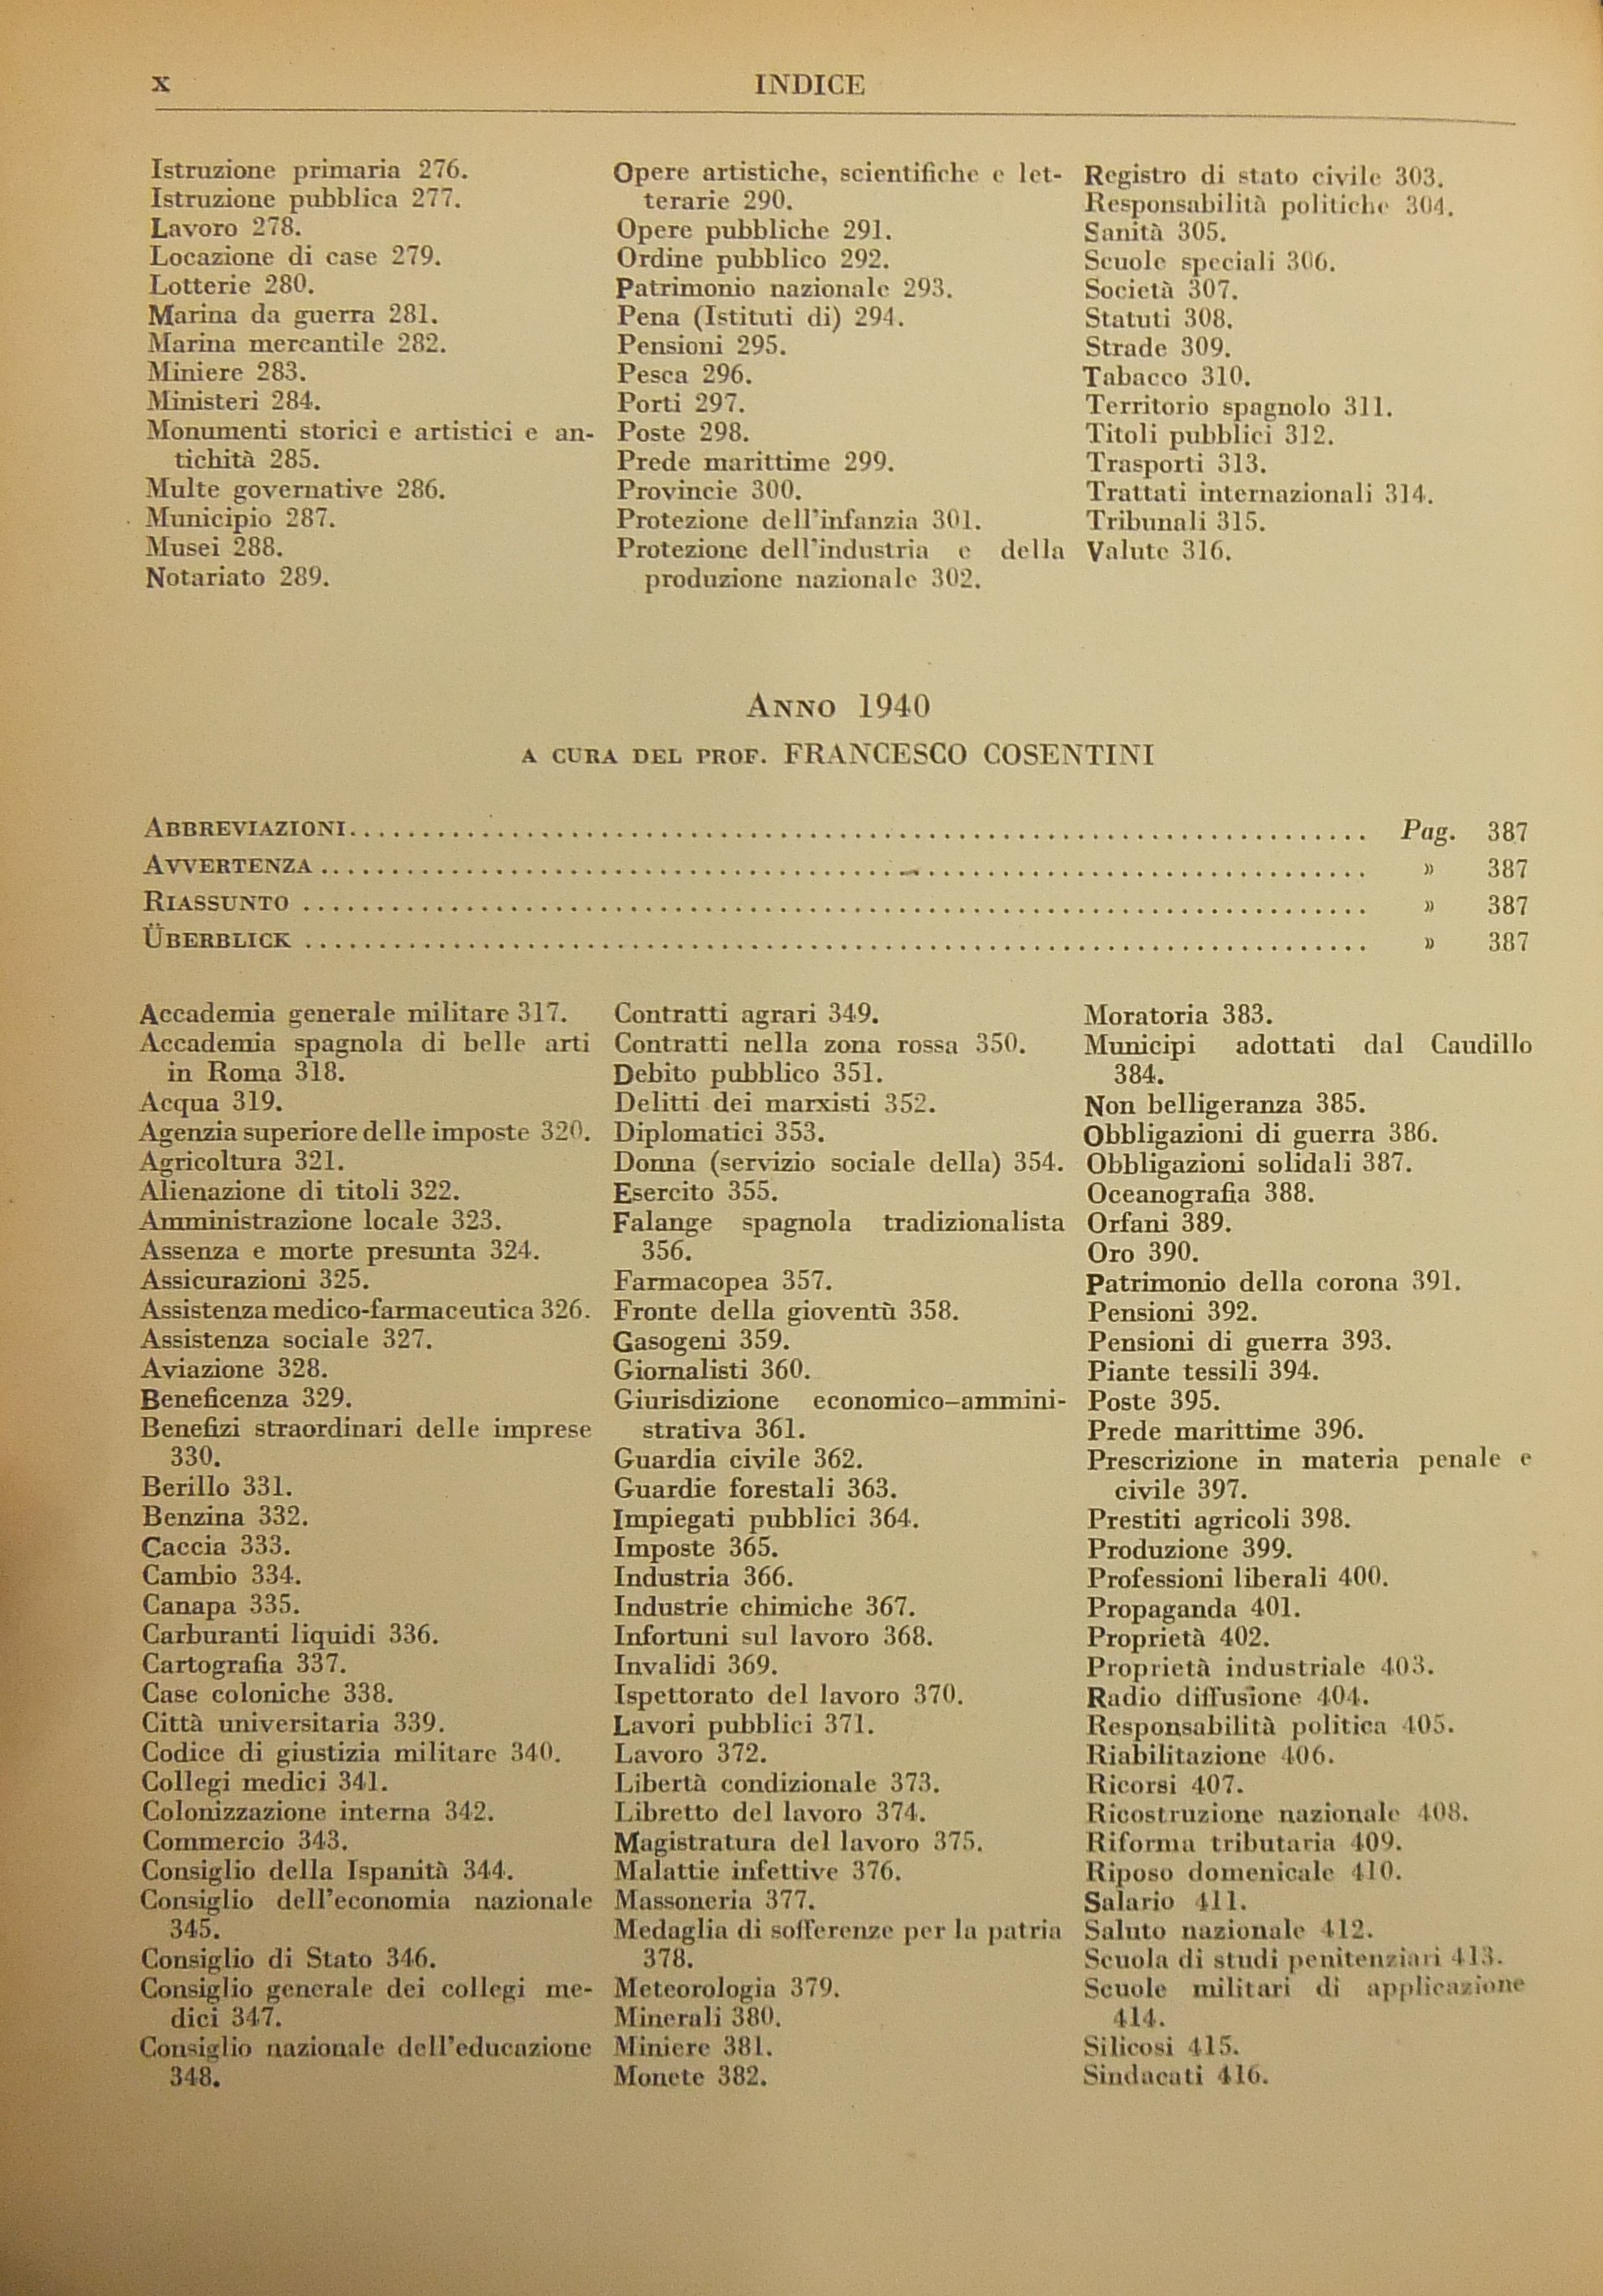 x
INDICE
Istruzione primaria 276.
Istruzione pubblica 277.
Lavoro 278.
Locazione di case 279.
Lotterie 280.
Marina da guerra 281.
Marina mercantile 282.
Miniere 283.
Ministeri 284.
Monumenti storici e artistici e an-
tichità 285.
Multe governative 286.
Municipio 287.
Musei 288.
Notariato 289.
Opere artistiche, scientifiche e let-
terarie 290.
Opere pubbliche 291.
Ordine pubblico 292.
Patrimonio nazionale 293.
Pena (Istituti di) 294.
Pensioni 295.
Pesca 296.
Porti 297.
Poste 298.
Prede marittime 299.
Provincie 300.
Protezione dell'infanzia 301.
Protezione dell'industria e della
produzione nazionale 302.
Registro di stato civile 303.
Responsabilità politiche 304.
Sanità 305.
Scuole speciali 306.
Società 307.
Statuti 308.
Strade 309.
Tabacco 310.
Territorio spagnolo 311.
Titoli pubblici 312.
Trasporti 313.
Trattati internazionali 314.
Tribunali 315.
Valute 316.
ANNO 1940
A CURA DEL PROF. FRANCESCO COSENTINI
ABBREVIAZIONI.......... Pag. 387
AVVERTENZA .......... » 387
RIASSUNTO .......... » 387
ÜBERBLICK .......... » 387
Accademia generale militare 317.
Accademia spagnola di belle arti
in Roma 318.
Acqua 319.
Agenzia superiore delle imposte 320.
Agricoltura 321.
Alienazione di titoli 322.
Amministrazione locale 323.
Assenza e morte presunta 324.
Assicurazioni 325.
Assistenza medico-farmaceutica 326.
Assistenza sociale 327.
Aviazione 328.
Beneficenza 329.
Benefizi straordinari delle imprese
330.
Berillo 331.
Benzina 332.
Caccia 333.
Cambio 334.
Canapa 335.
Carburanti liquidi 336.
Cartografia 337.
Case coloniche 338.
Città universitaria 339.
Codice di giustizia militare 340.
Collegi medici 341.
Colonizzazione interna 342.
Commercio 343.
Consiglio della Ispanità 344.
Consiglio dell'economia nazionale
345.
Consiglio di Stato 346.
Consiglio generale dei collegi me-
dici 347.
Consiglio nazionale dell'educazione
348.
Contratti agrari 349.
Contratti nella zona rossa 350.
Debito pubblico 351.
Delitti dei marxisti 352.
Diplomatici 353.
Donna (servizio sociale della) 354.
Esercito 355.
Falange spagnola tradizionalista
356.
Farmacopea 357.
Fronte della gioventù 358.
Gasogeni 359.
Giornalisti 360.
Giurisdizione economico-ammini-
strativa 361.
Guardia civile 362.
Guardie forestali 363.
Impiegati pubblici 364.
Imposte 365.
Industria 366.
Industrie chimiche 367.
Infortuni sul lavoro 368.
Invalidi 369.
Ispettorato del lavoro 370.
Lavori pubblici 371.
Lavoro 372.
Libertà condizionale 373.
Libretto del lavoro 374.
Magistratura del lavoro 375.
Malattie infettive 376.
Massoneria 377.
Medaglia di sofferenze per la patria
378.
Meteorologia 379.
Minerali 380.
Miniere 381.
Monete 382.
Moratoria 383.
Municipi adottati dal Caudillo
384.
Non belligeranza 385.
Obbligazioni di guerra 386.
Obbligazioni solidali 387.
Oceanografia 388.
Orfani 389.
Oro 390.
Patrimonio della corona 391.
Pensioni 392.
Pensioni di guerra 393.
Piante tessili 394.
Poste 395.
Prede marittime 396.
Prescrizione in materia penale e
civile 397.
Prestiti agricoli 398.
Produzione 399.
Professioni liberali 400.
Propaganda 401.
Proprietà 402.
Proprietà industriale 403.
Radio diffusione 404.
Responsabilità politica 405.
Riabilitazione 406.
Ricorsi 407.
Ricostruzione nazionale 408.
Riforma tributaria 409.
Riposo domenicale 410.
Salario 411.
Saluto nazionale 412.
Scuola di studi penitenziari 413.
Scuole militari di applicazione
414.
Silicosi 415.
Sindacati 416.